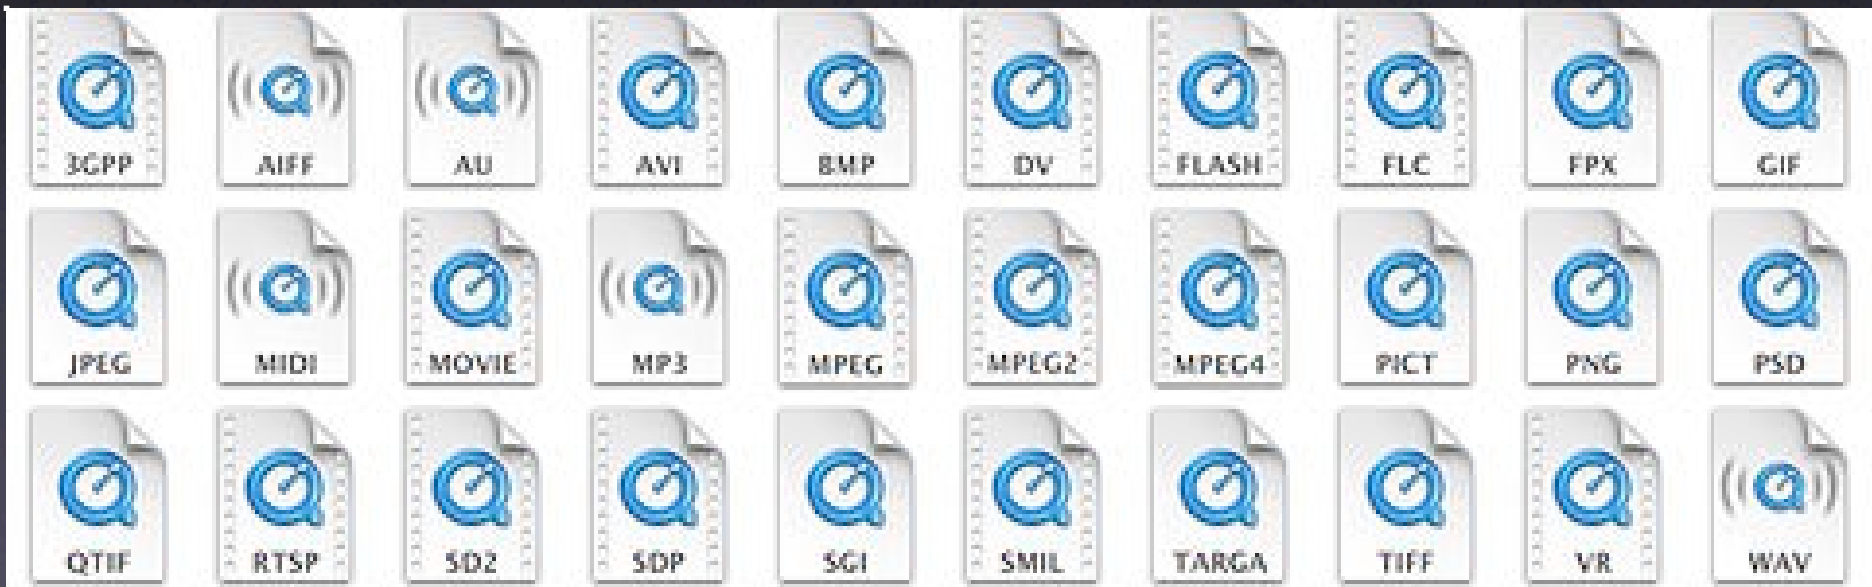 3GPP AIFF AU AVI BMP DV FLASH FLC FPX GIF
JPEG MIDI MOVIE MP3 MPEG MPEG2 MPEG4 PICT PNG PSD
QTIF RTSP SD2 SDP SGI SMIL TARGA TIFF VR WAV